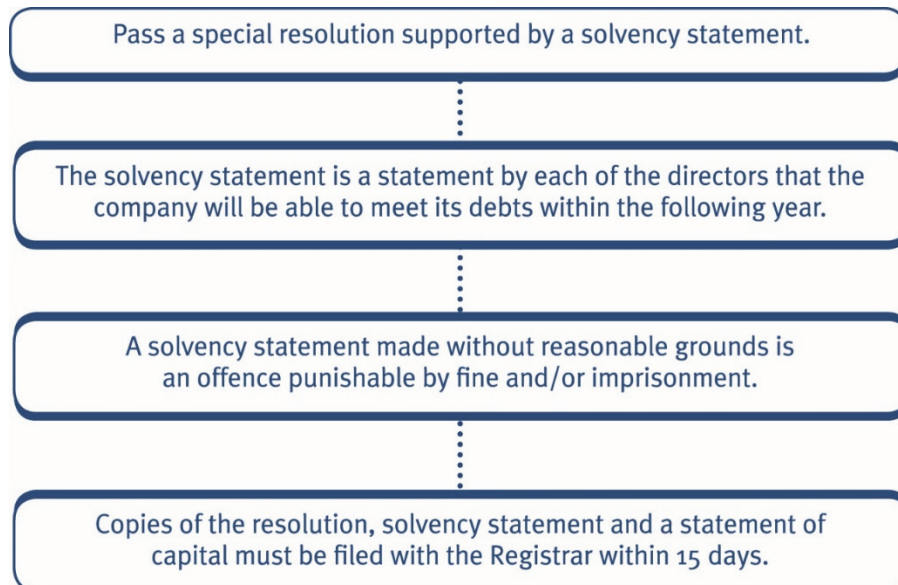 Pass a special resolution supported by a solvency statement.
The solvency statement is a statement by each of the directors that the
company will be able to meet its debts within the following year.
A solvency statement made without reasonable grounds is
an offence punishable by fine and/or imprisonment.
Copies of the resolution, solvency statement and a statement of
capital must be filed with the Registrar within 15 days.